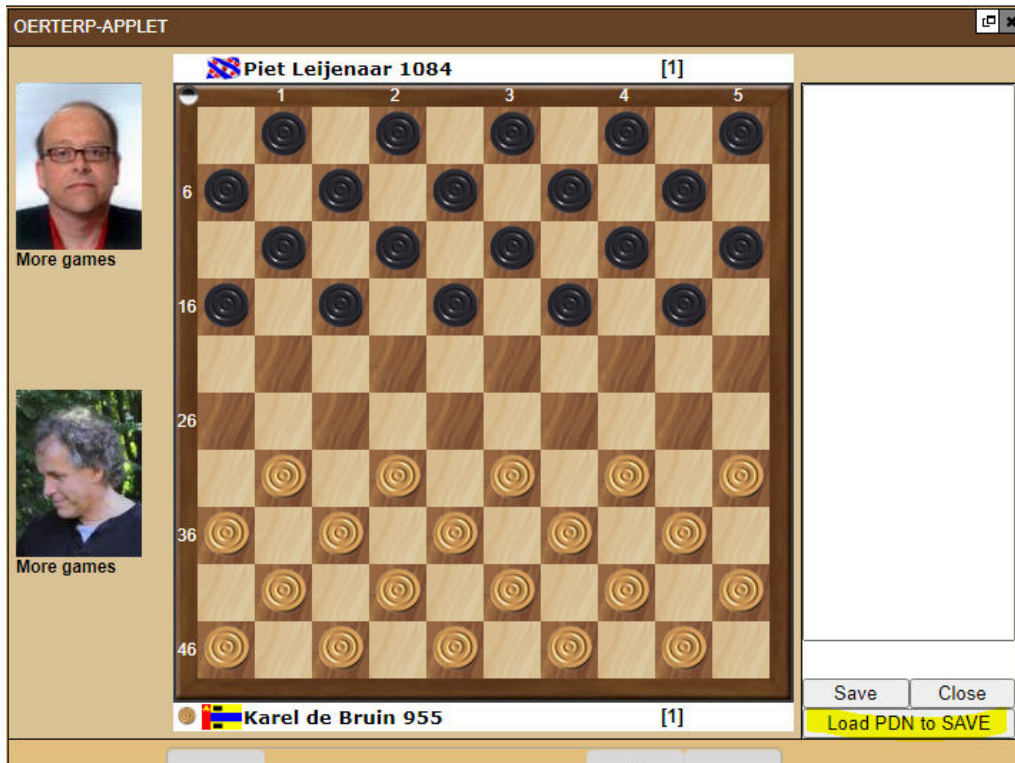 OERTERP-APPLET
Piet Leijenaar 1084 [1]
1 2 3 4 5
More games
6
16
26
More games
36
46
Save Close
Karel de Bruin 955 [1]
Load PDN to SAVE